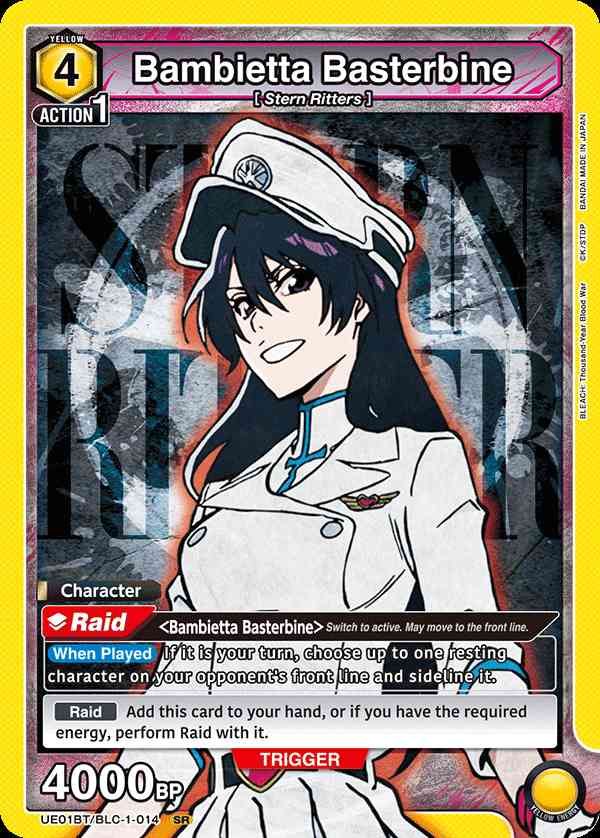 YELLOW
4
Bambietta Basterbine
[ Stern Ritters ]
ACTION 1
STERN
RITTER
BLEACH: Thousand-Year Blood War ©K/STDP BANDAI MADE IN JAPAN
Character
Raid <Bambietta Basterbine> Switch to active. May move to the front line.
When Played If it is your turn, choose up to one resting
character on your opponent's front line and sideline it.
Raid Add this card to your hand, or if you have the required
energy, perform Raid with it.
TRIGGER
4000BP
UE01BT/BLC-1-014 SR
YELLOW ENERGY